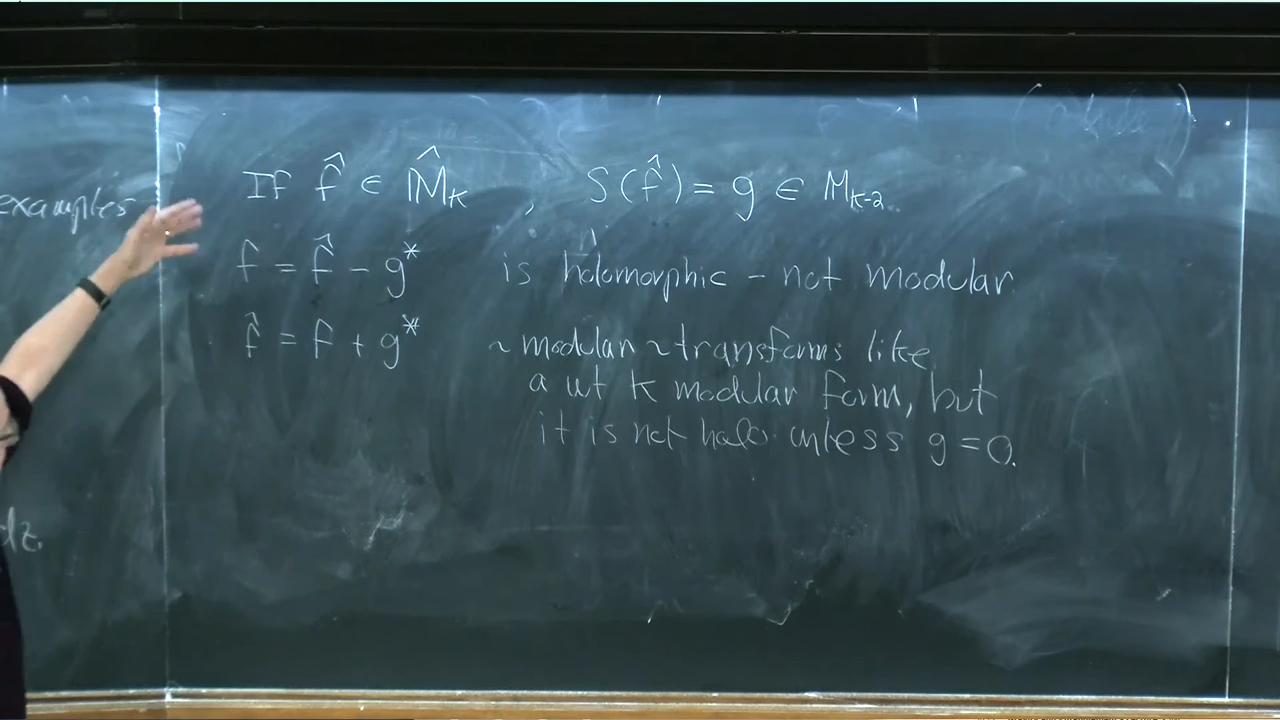 examples
If f̂ ∈ M̂_k , S(f̂) = g ∈ M_{k-2}
f = f̂ - g* is holomorphic - not modular
f̂ = f + g* ~ modular ~ transforms like
a wt k modular form, but
it is not holo. unless g = 0.
dz.